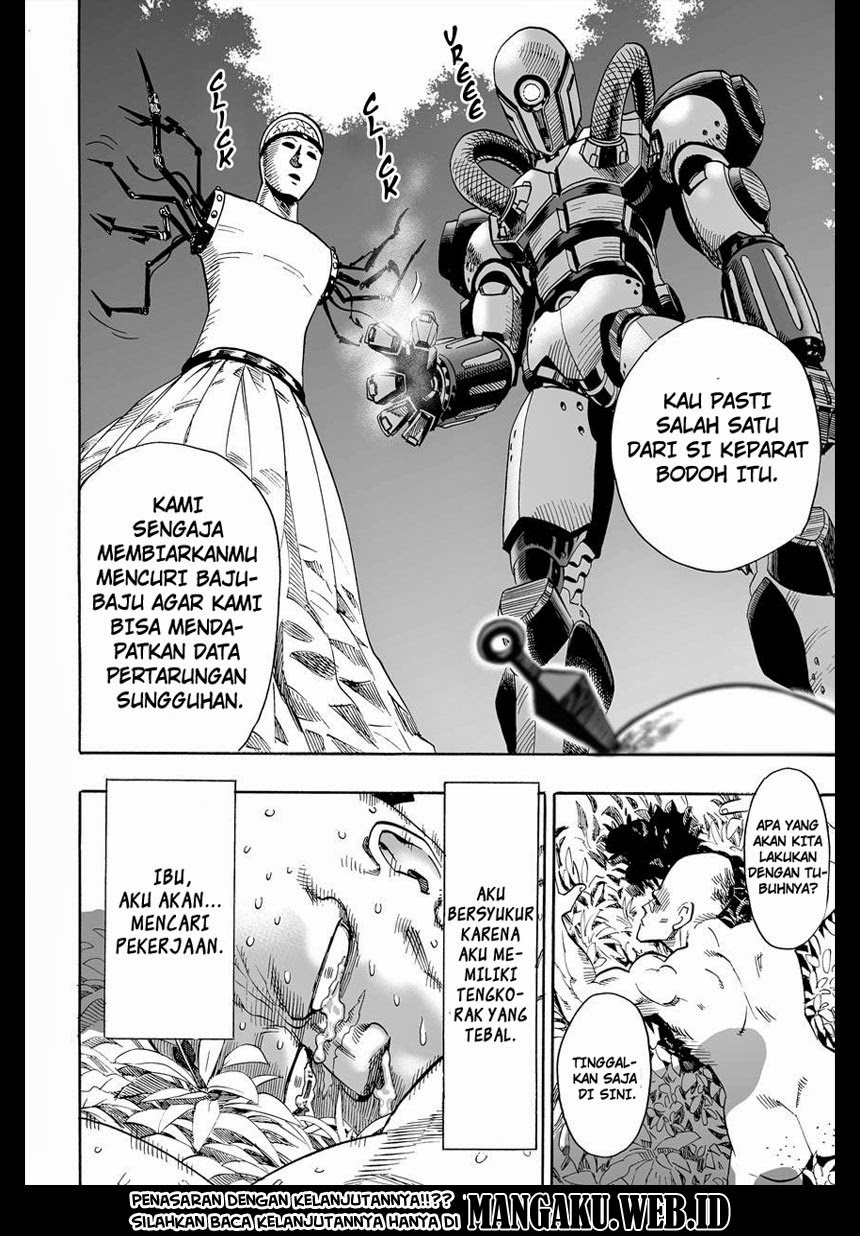 VREEE
CLICK
CLICK
KAU PASTI
SALAH SATU
DARI SI KEPARAT
BODOH ITU.
KAMI
SENGAJA
MEMBIARKANMU
MENCURI BAJU-
BAJU AGAR KAMI
BISA MENDA-
PATKAN DATA
PERTARUNGAN
SUNGGUHAN.
APA YANG
AKAN KITA
LAKUKAN
DENGAN TU-
BUHNYA?
TINGGAL-
KAN SAJA
DI SINI.
AKU
BERSYUKUR
KARENA
AKU ME-
MILIKI
TENGKO-
RAK YANG
TEBAL.
IBU,
AKU AKAN...
MENCARI
PEKERJAAN.
PENASARAN DENGAN KELANJUTANNYA!!??
SILAHKAN BACA KELANJUTANNYA HANYA DI
MANGAKU.WEB.ID